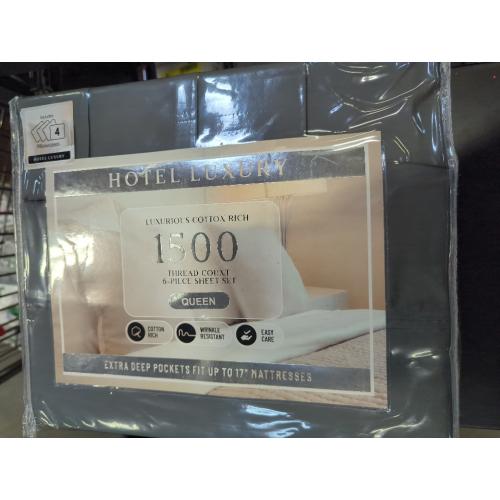 4
HOTEL LUXURY
HOTEL LUXURY
LUXURIOUS COTTON RICH
1500
THREAD COUNT
6-PIECE SHEET SET
QUEEN
COTTON
RICH
WRINKLE
RESISTANT
EASY
CARE
EXTRA DEEP POCKETS FIT UP TO 17" MATTRESSES